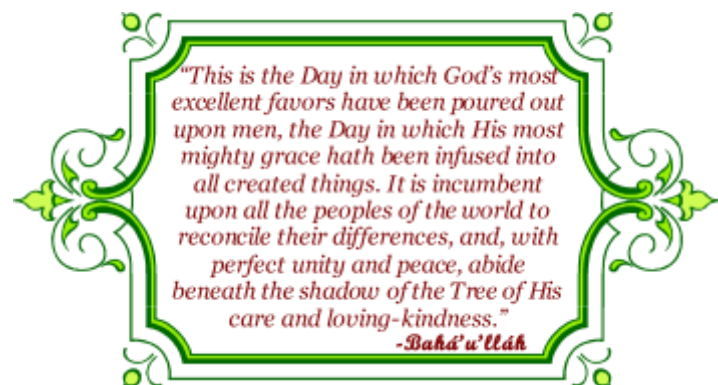 “This is the Day in which God’s most
excellent favors have been poured out
upon men, the Day in which His most
mighty grace hath been infused into
all created things. It is incumbent
upon all the peoples of the world to
reconcile their differences, and, with
perfect unity and peace, abide
beneath the shadow of the Tree of His
care and loving-kindness.”
-Bahá’u’lláh